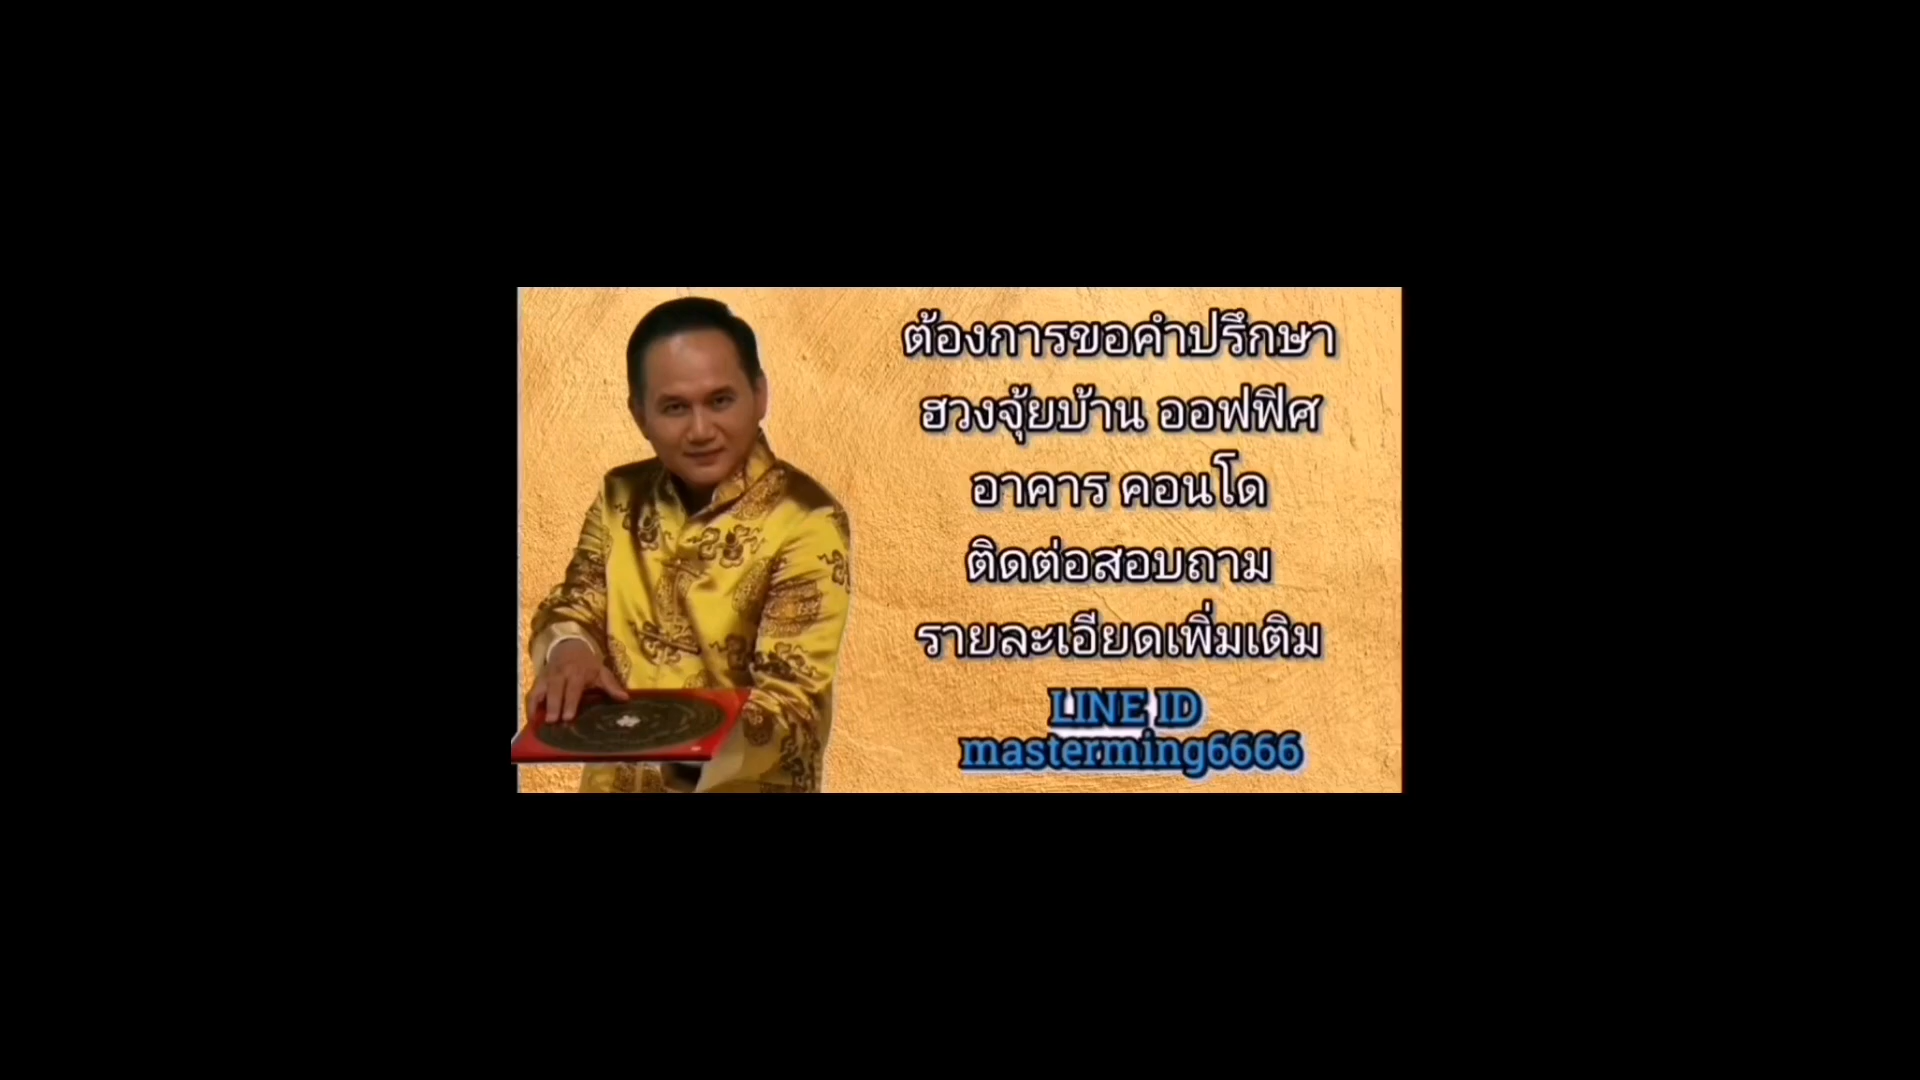 ต้องการขอคำปรึกษา
ฮวงจุ้ยบ้าน ออฟฟิศ
อาคาร คอนโด
ติดต่อสอบถาม
รายละเอียดเพิ่มเติม
LINE ID
masterming6666